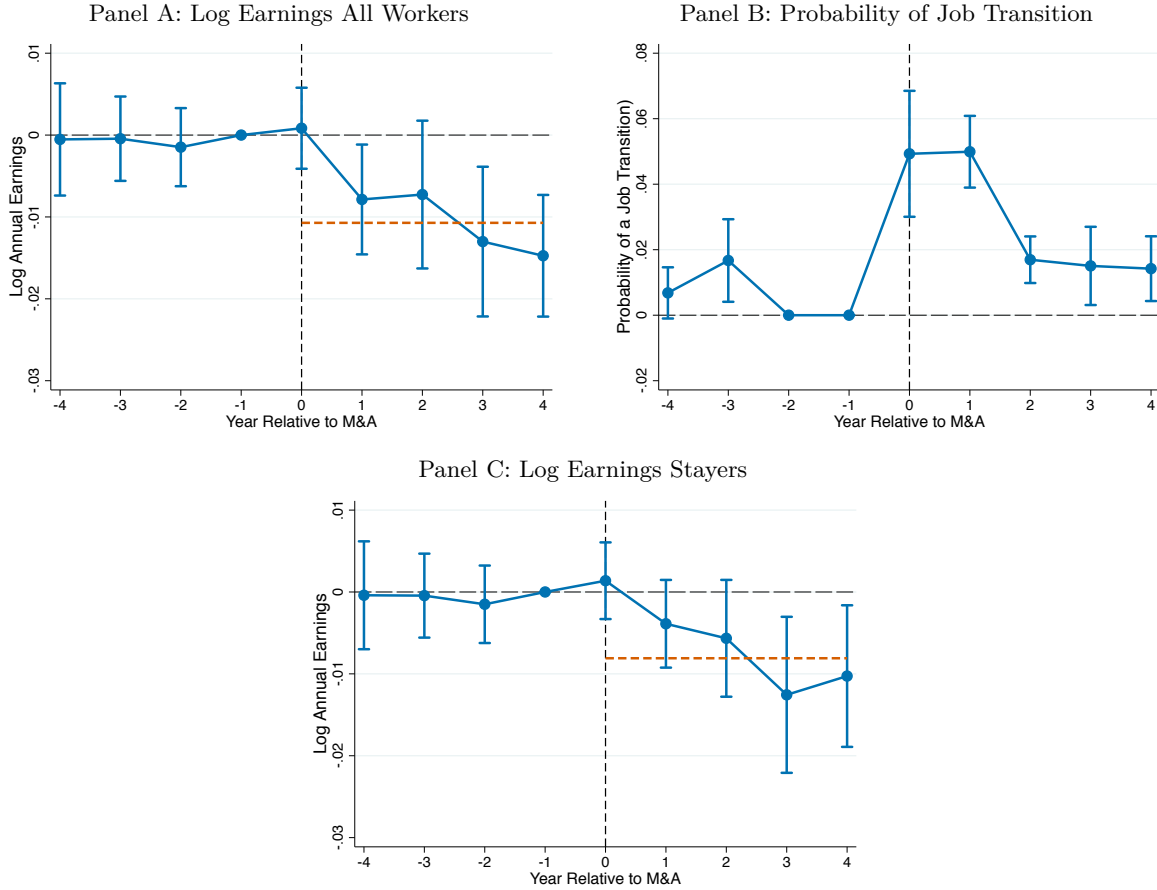 Panel A: Log Earnings All Workers
Log Annual Earnings
.01
0
-.01
-.02
-.03
-4 -3 -2 -1 0 1 2 3 4
Year Relative to M&A
Panel B: Probability of Job Transition
Probability of a Job Transition)
.08
.06
.04
.02
0
-.02
-4 -3 -2 -1 0 1 2 3 4
Year Relative to M&A
Panel C: Log Earnings Stayers
Log Annual Earnings
.01
0
-.01
-.02
-.03
-4 -3 -2 -1 0 1 2 3 4
Year Relative to M&A